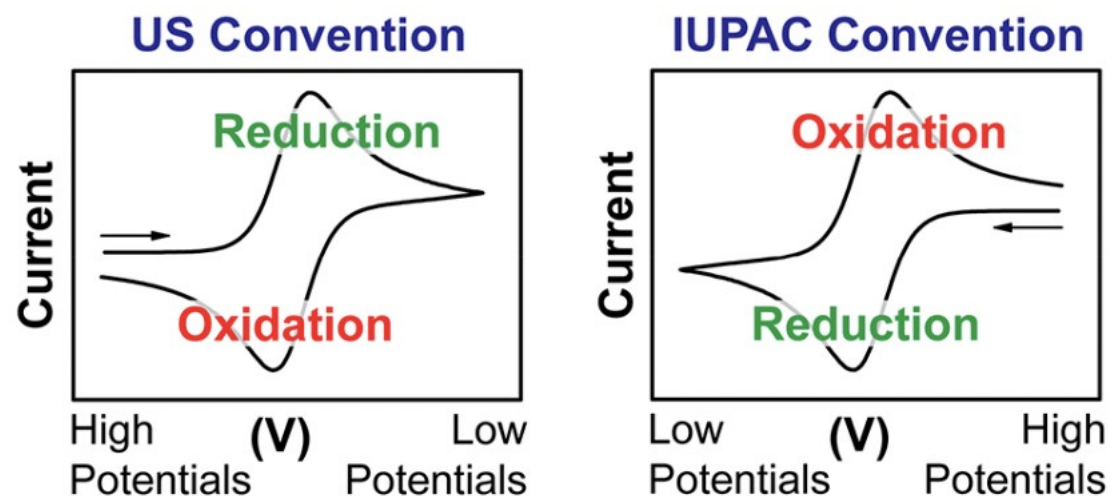 US Convention
Current
Reduction
Oxidation
High
Potentials
(V)
Low
Potentials
IUPAC Convention
Current
Oxidation
Reduction
Low
Potentials
(V)
High
Potentials